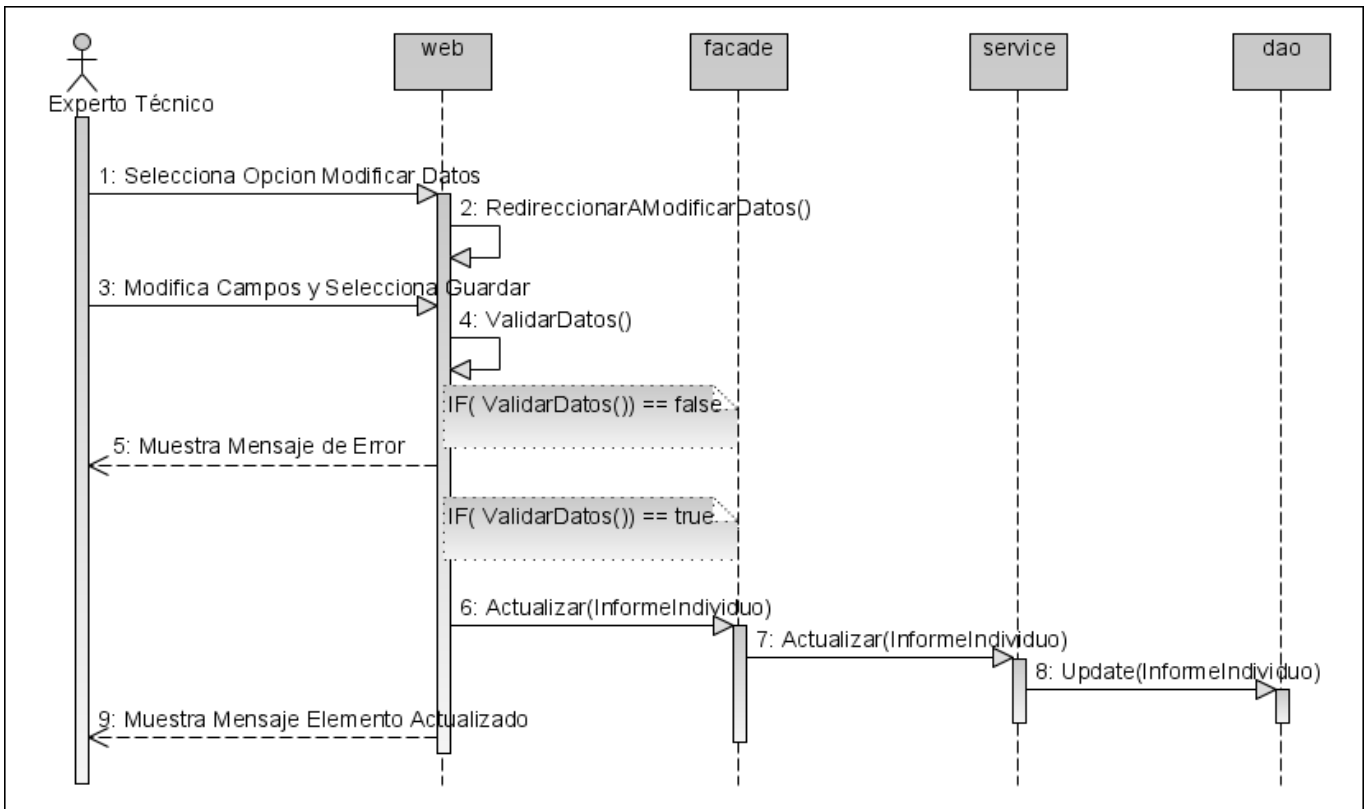 web
facade
service
dao
Experto Técnico
1: Selecciona Opcion Modificar Datos
2: RedireccionarAModificarDatos()
3: Modifica Campos y Selecciona Guardar
4: ValidarDatos()
IF( ValidarDatos()) == false
5: Muestra Mensaje de Error
IF( ValidarDatos()) == true
6: Actualizar(InformeIndividuo)
7: Actualizar(InformeIndividuo)
8: Update(InformeIndividuo)
9: Muestra Mensaje Elemento Actualizado